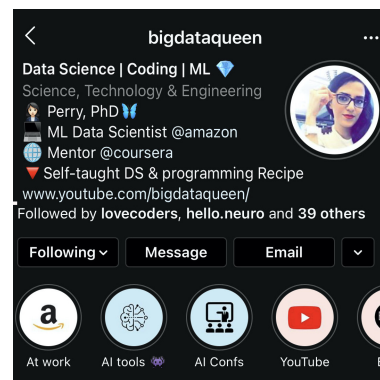 bigdataqueen
Data Science | Coding | ML 💎
Science, Technology & Engineering
👩🏻‍💼 Perry, PhD🦋
💻 ML Data Scientist @amazon
🌐 Mentor @coursera
🔻Self-taught DS & programming Recipe
www.youtube.com/bigdataqueen/
Followed by lovecoders, hello.neuro and 39 others
Following Message Email
a
At work AI tools 👾 AI Confs YouTube